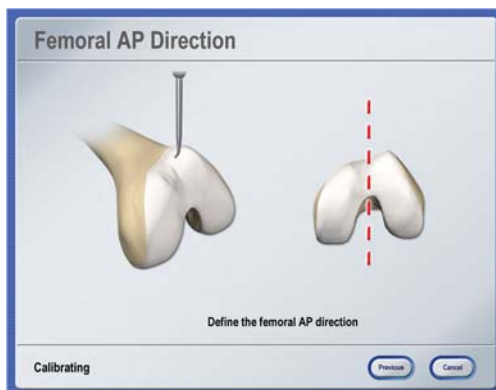 Femoral AP Direction
Define the femoral AP direction
Calibrating
Previous
Cancel